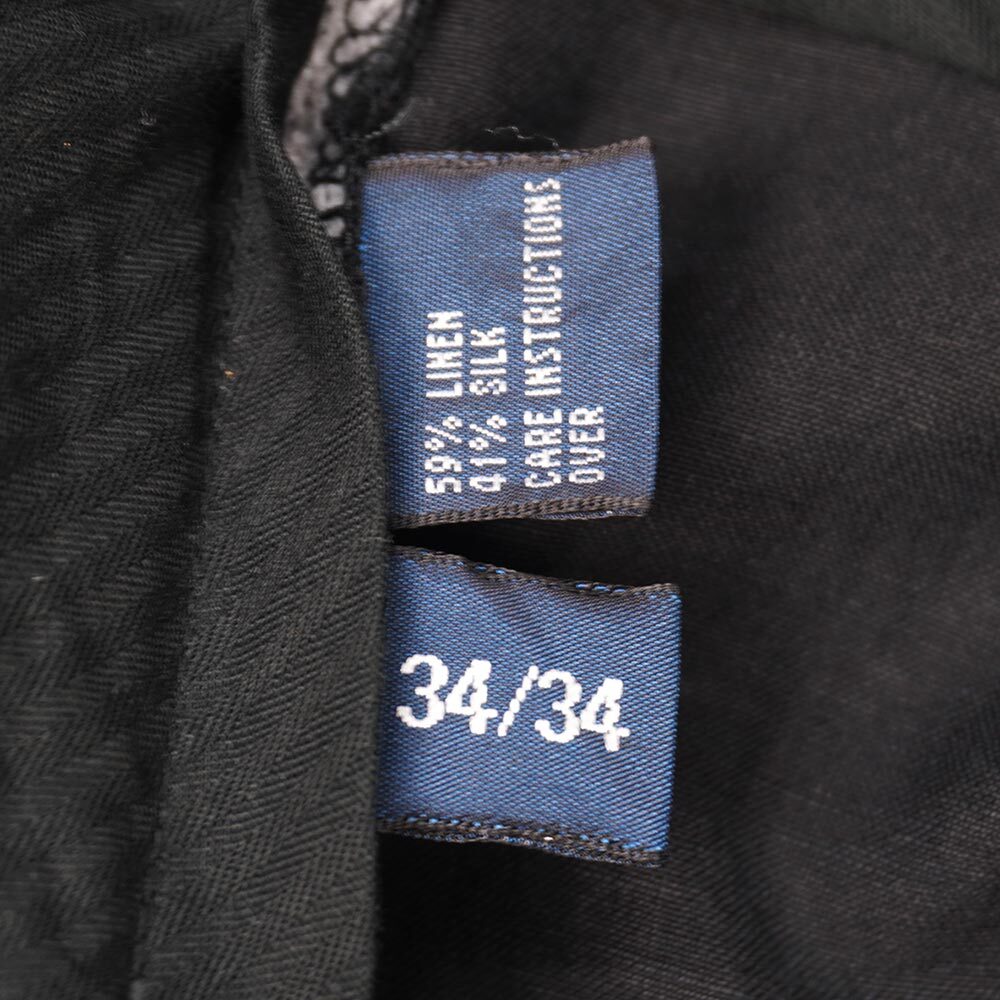 59% LINEN
41% SILK
CARE INSTRUCTIONS
OVER
34/34